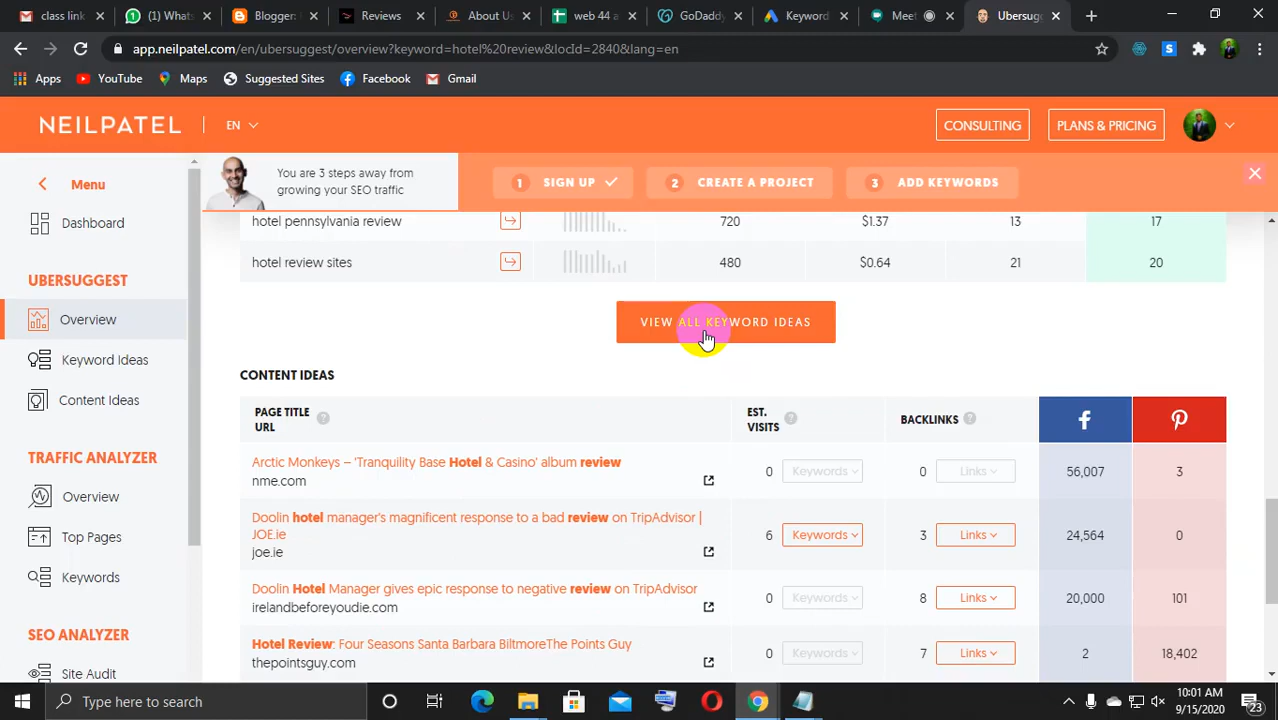 class link
(1) Whats
Blogger:
Reviews
About Us
web 44 a
GoDaddy
Keyword
Meet
Ubersugg
app.neilpatel.com/en/ubersuggest/overview?keyword=hotel%20review&locId=2840&lang=en
Apps YouTube Maps Suggested Sites Facebook Gmail
NEILPATEL EN CONSULTING PLANS & PRICING
Menu
Dashboard
UBERSUGGEST
Overview
Keyword Ideas
Content Ideas
TRAFFIC ANALYZER
Overview
Top Pages
Keywords
SEO ANALYZER
Site Audit
You are 3 steps away from
growing your SEO traffic
1 SIGN UP 2 CREATE A PROJECT 3 ADD KEYWORDS
hotel pennsylvania review 720 $1.37 13 17
hotel review sites 480 $0.64 21 20
VIEW ALL KEYWORD IDEAS
CONTENT IDEAS
PAGE TITLE
URL
EST.
VISITS
BACKLINKS
Arctic Monkeys – 'Tranquility Base Hotel & Casino' album review
nme.com
0 Keywords 0 Links 56,007 3
Doolin hotel manager's magnificent response to a bad review on TripAdvisor |
JOE.ie
joe.ie
6 Keywords 3 Links 24,564 0
Doolin Hotel Manager gives epic response to negative review on TripAdvisor
irelandbeforeyoudie.com
0 Keywords 8 Links 20,000 101
Hotel Review: Four Seasons Santa Barbara BiltmoreThe Points Guy
thepointsguy.com
0 Keywords 7 Links 2 18,402
Type here to search
10:01 AM
9/15/2020
23